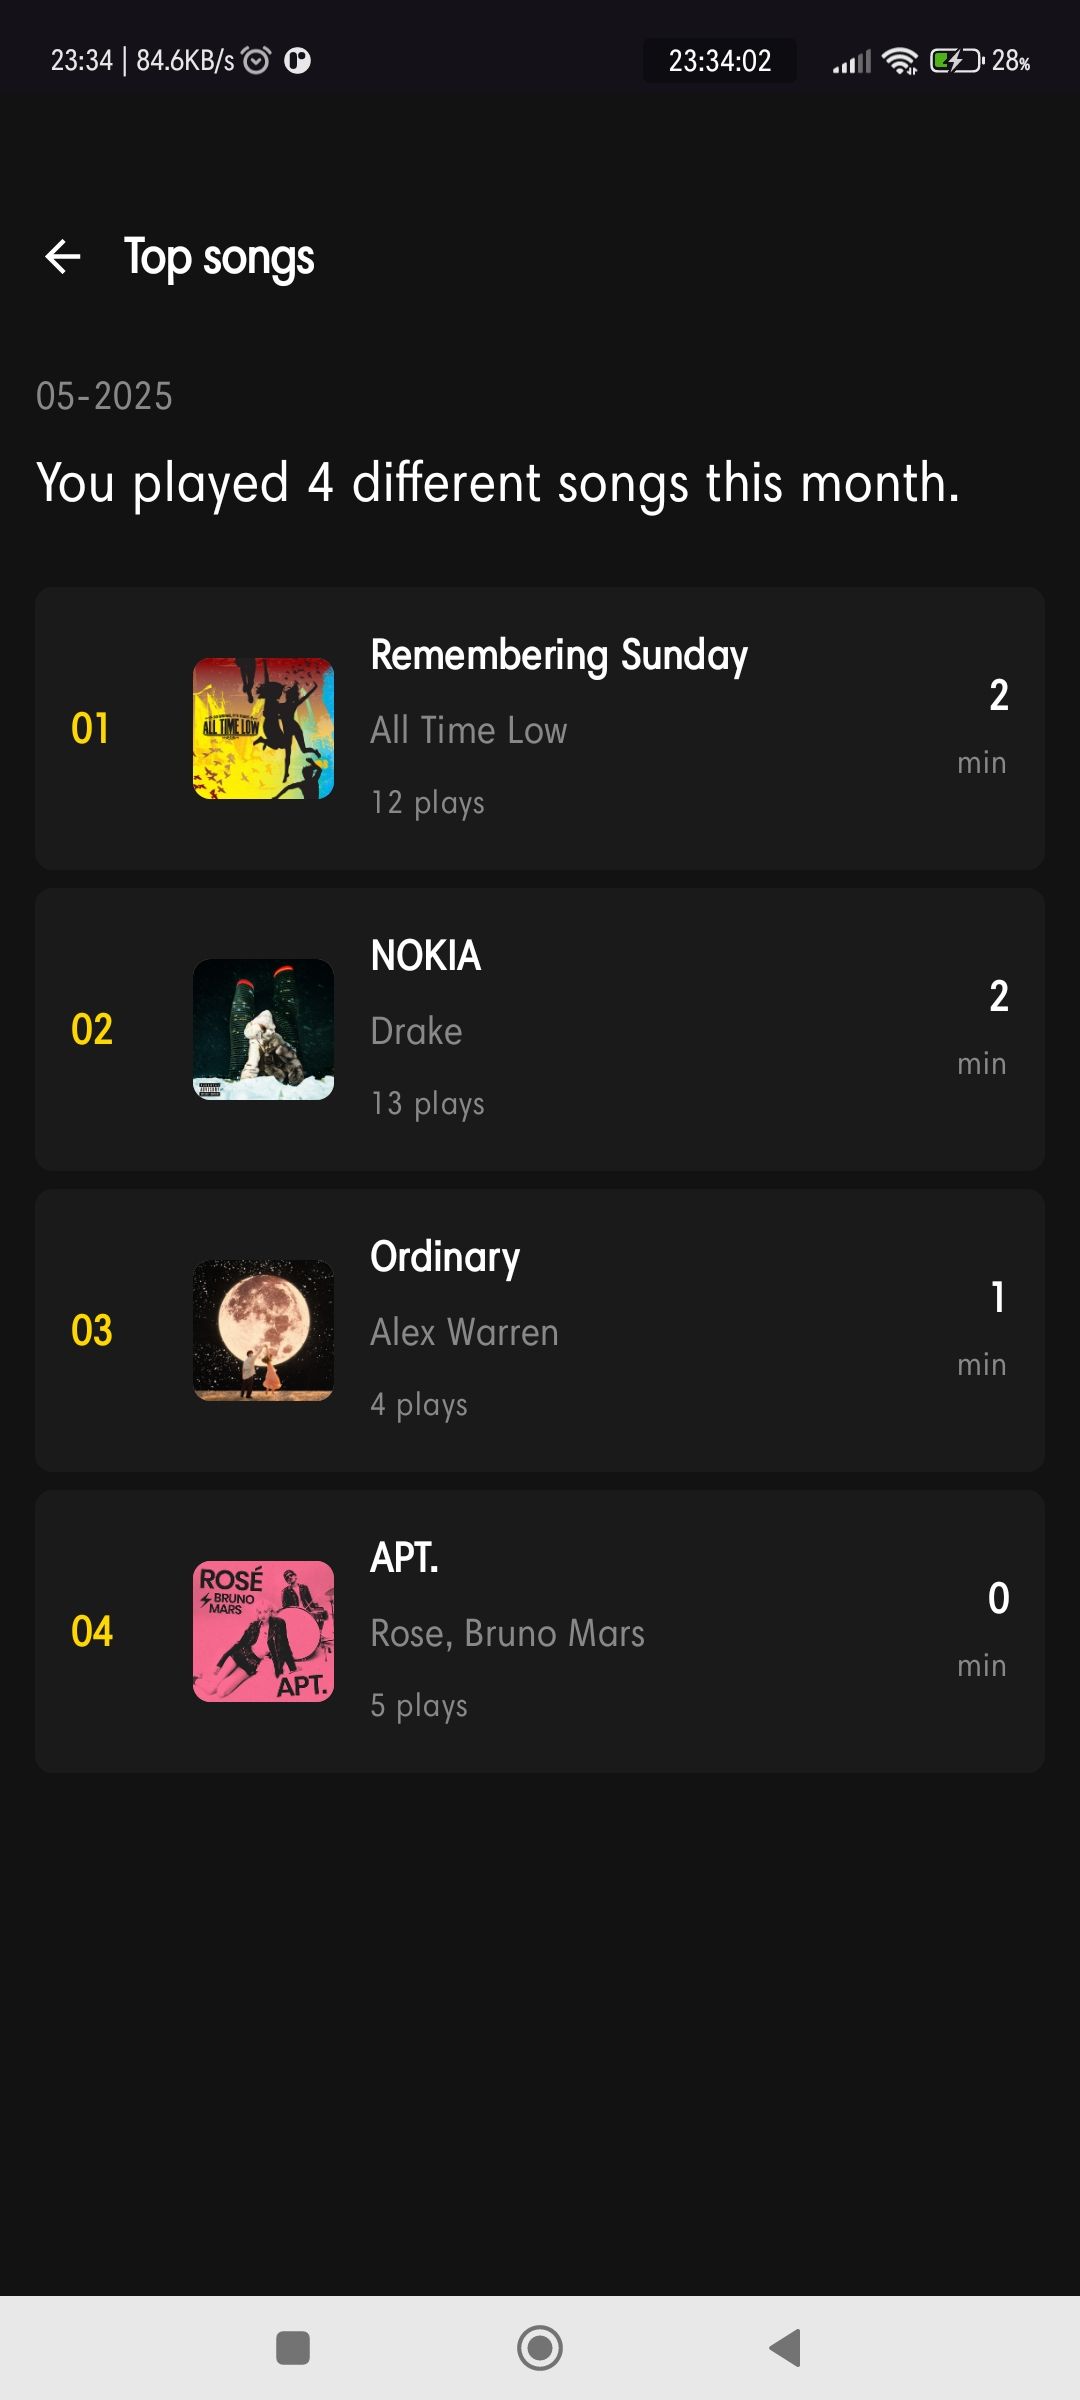 23:34 | 84.6KB/s
23:34:02
28%
Top songs
05-2025
You played 4 different songs this month.
01
ALL TIME LOW
Remembering Sunday
All Time Low
12 plays
2
min
02
NOKIA
Drake
13 plays
2
min
03
Ordinary
Alex Warren
4 plays
1
min
04
ROSÉ
BRUNO
MARS
APT.
APT.
Rose, Bruno Mars
5 plays
0
min